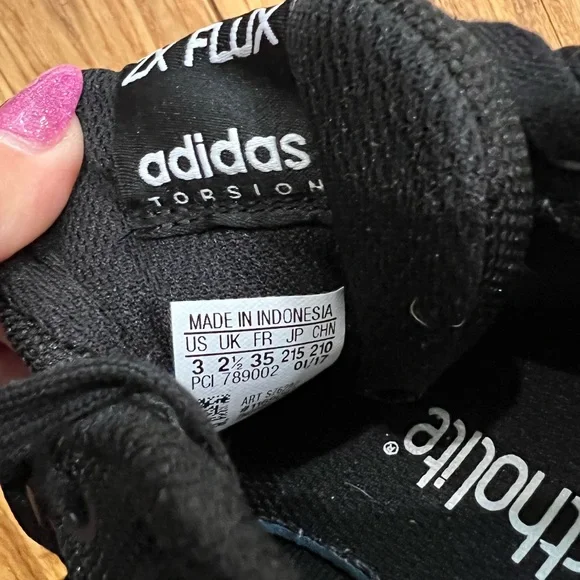 ZX FLUX
adidas
TORSION
MADE IN INDONESIA
US UK FR JP CHN
3 2½ 35 215 210
PCI 789002 01/17
ART
®